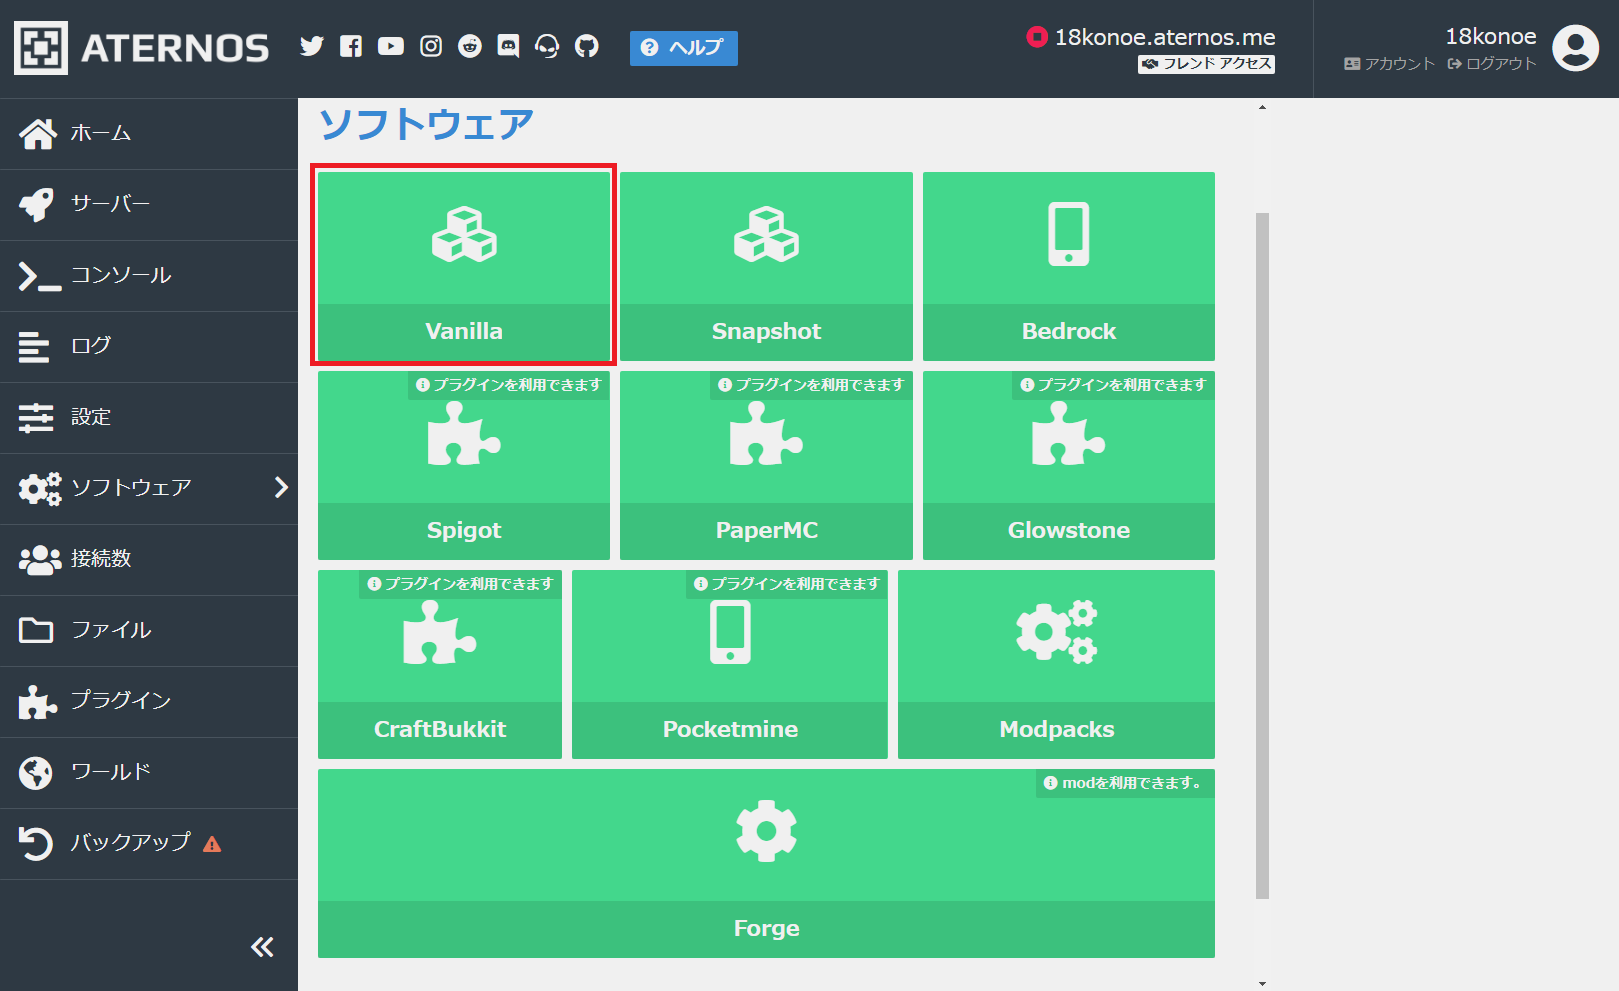 ATERNOS
ヘルプ
18konoe.aternos.me
フレンド アクセス
18konoe
アカウント ログアウト
ホーム
サーバー
コンソール
ログ
設定
ソフトウェア
接続数
ファイル
プラグイン
ワールド
バックアップ
ソフトウェア
Vanilla
Snapshot
Bedrock
プラグインを利用できます
Spigot
プラグインを利用できます
PaperMC
プラグインを利用できます
Glowstone
プラグインを利用できます
CraftBukkit
プラグインを利用できます
Pocketmine
Modpacks
modを利用できます。
Forge